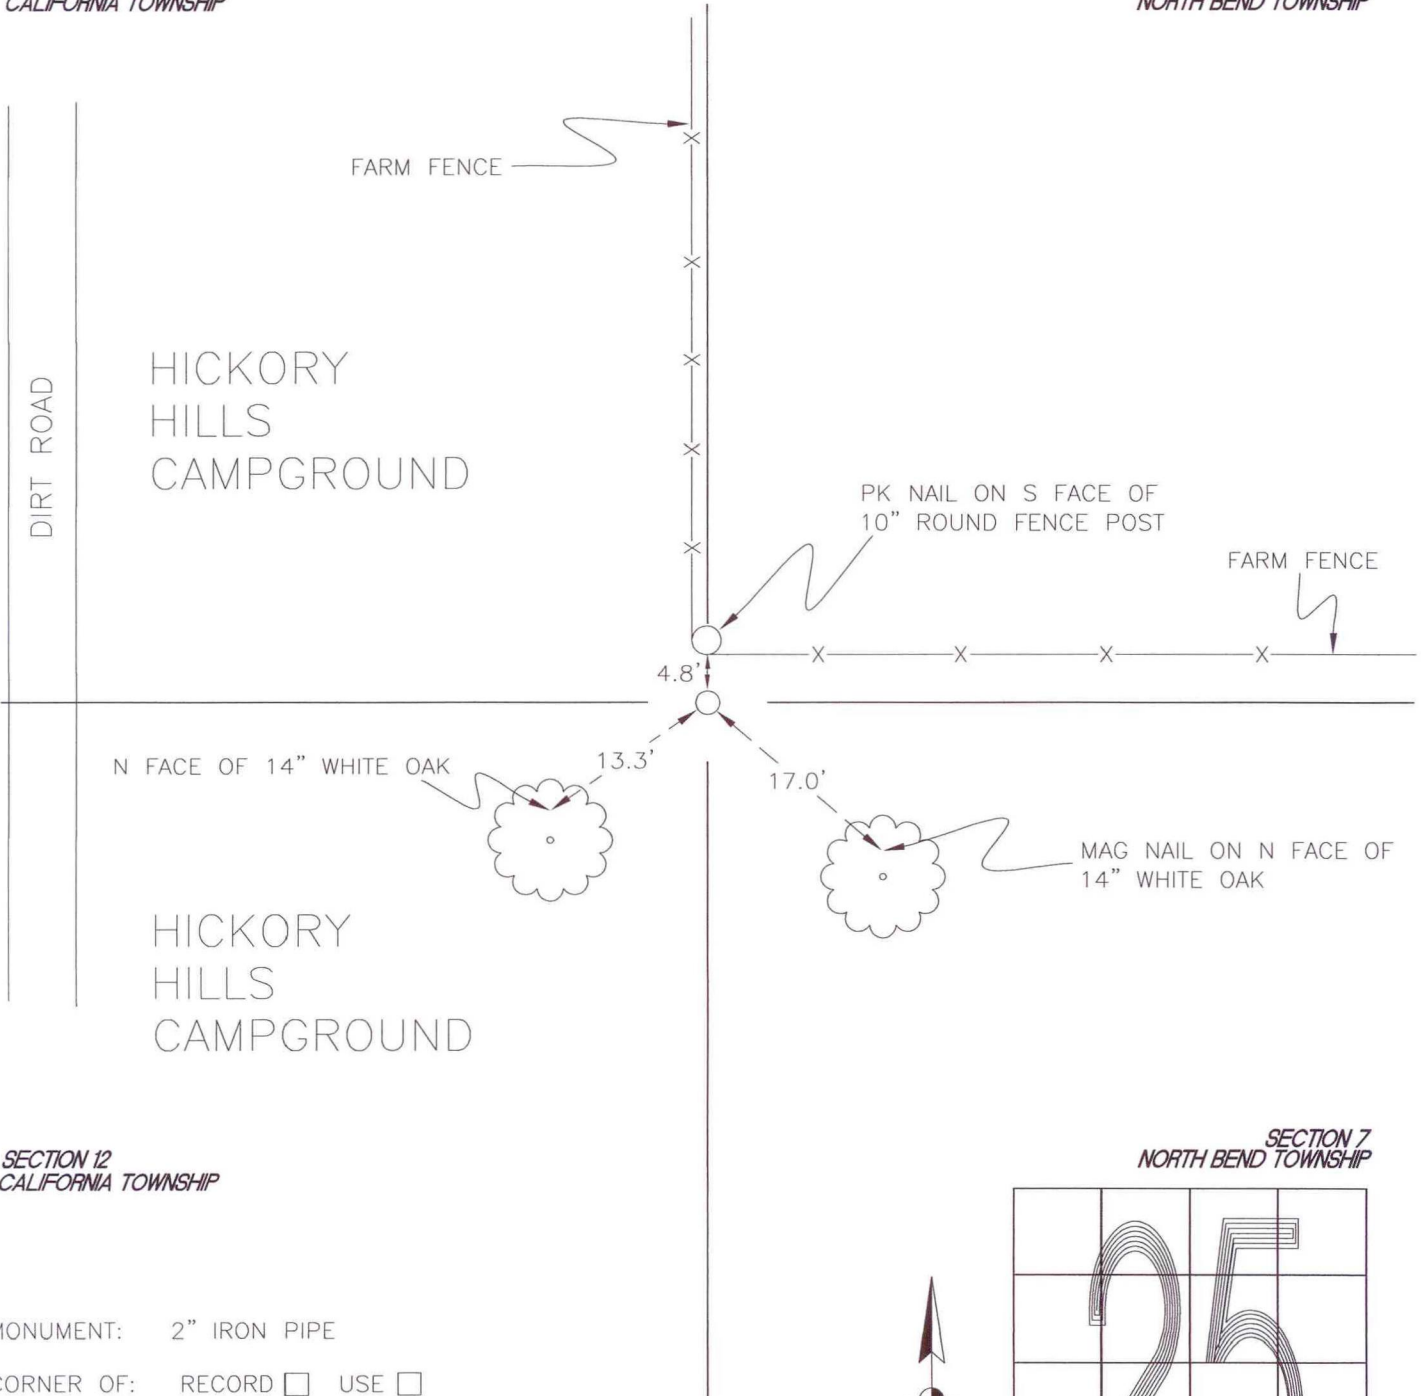 CALIFORNIA TOWNSHIP
NORTH BEND TOWNSHIP
FARM FENCE
HICKORY
HILLS
CAMPGROUND
DIRT ROAD
PK NAIL ON S FACE OF
10" ROUND FENCE POST
FARM FENCE
4.8'
N FACE OF 14" WHITE OAK
13.3'
17.0'
MAG NAIL ON N FACE OF
14" WHITE OAK
HICKORY
HILLS
CAMPGROUND
SECTION 12
CALIFORNIA TOWNSHIP
SECTION 7
NORTH BEND TOWNSHIP
25
MONUMENT: 2" IRON PIPE
CORNER OF: RECORD USE